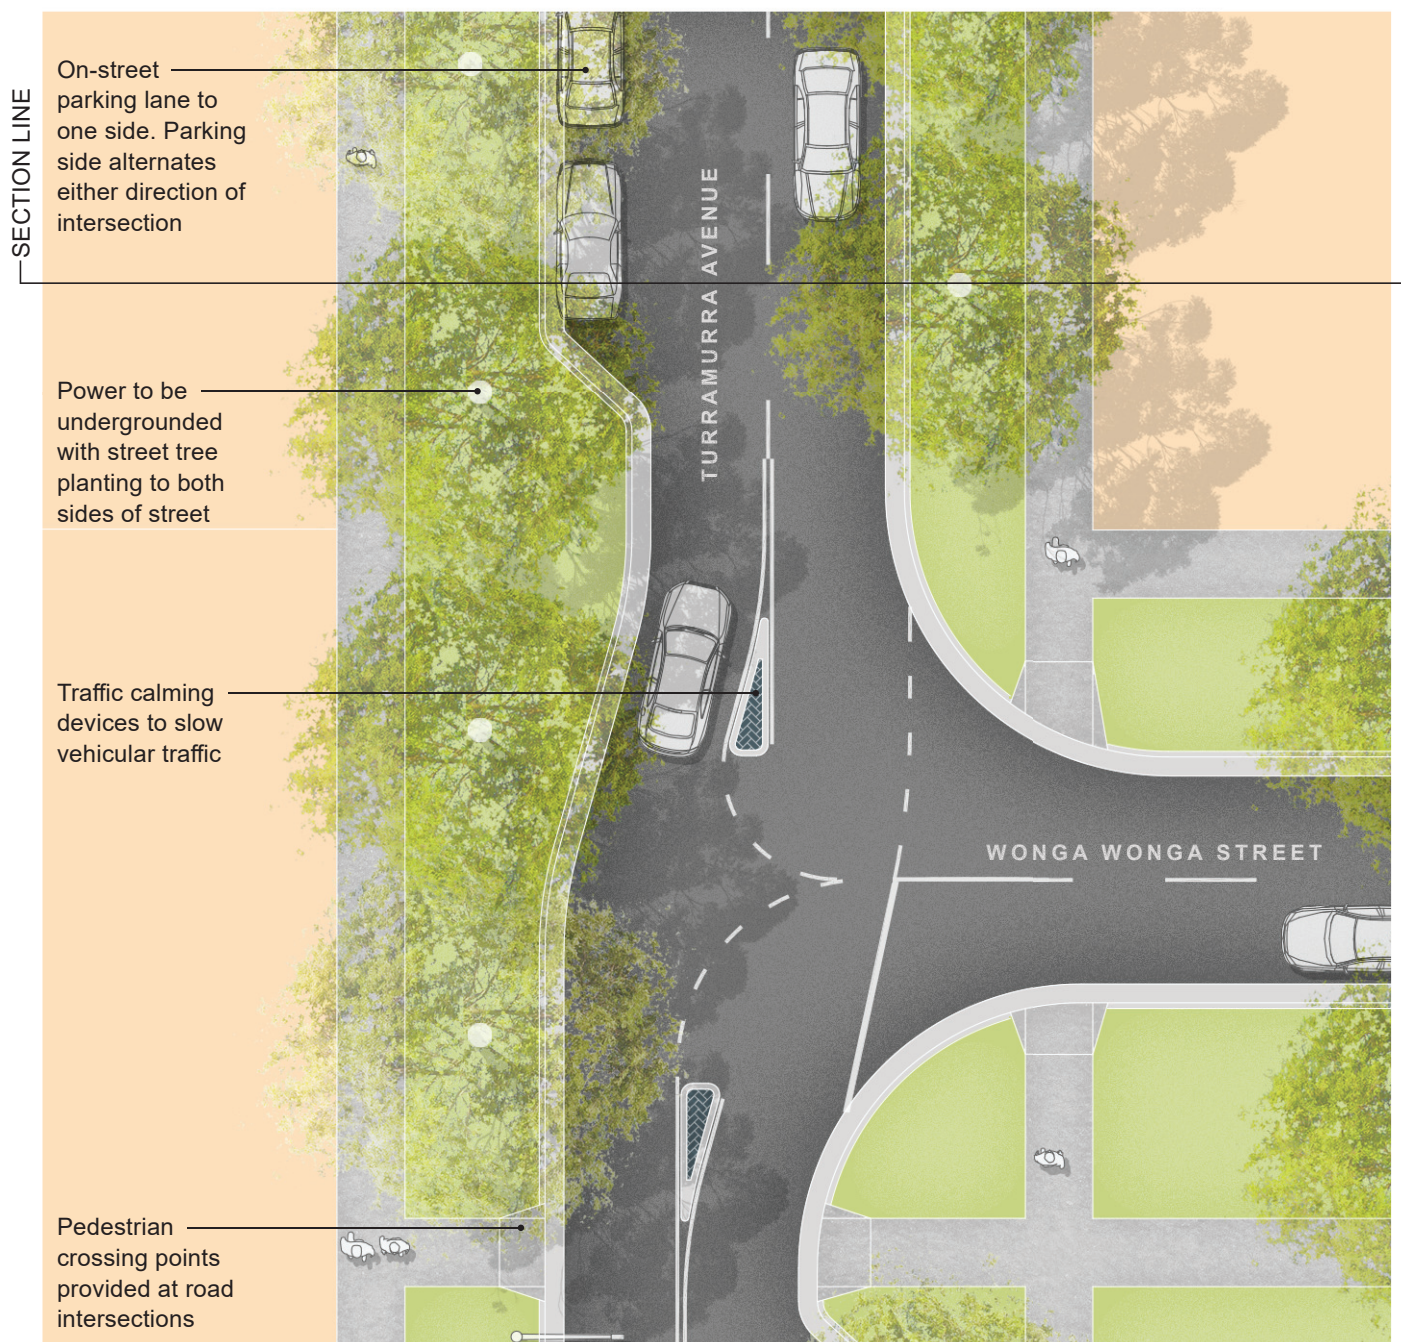 On-street
parking lane to
one side. Parking
side alternates
either direction of
intersection
SECTION LINE
TURRAMURRA AVENUE
Power to be
undergrounded
with street tree
planting to both
sides of street
Traffic calming
devices to slow
vehicular traffic
WONGA WONGA STREET
Pedestrian
crossing points
provided at road
intersections